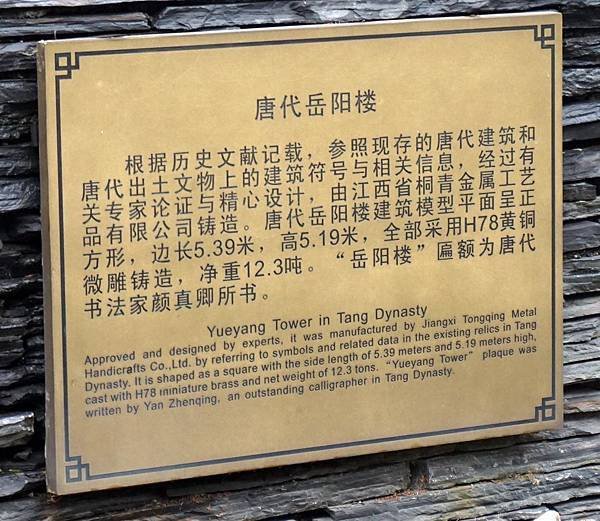 唐代岳阳楼
根据历史文献记载，参照现存的唐代建筑和
唐代出土文物上的建筑符号与相关信息，经过有
关专家论证与精心设计，由江西省桐青金属工艺
品有限公司铸造。唐代岳阳楼建筑模型平面呈正
方形，边长5.39米，高5.19米，全部采用H78黄铜
微雕铸造，净重12.3吨。“岳阳楼”匾额为唐代
书法家颜真卿所书。
Yueyang Tower in Tang Dynasty
Approved and designed by experts, it was manufactured by Jiangxi Tongqing Metal
Handicrafts Co.,Ltd. by referring to symbols and related data in the existing relics in Tang
Dynasty. It is shaped as a square with the side length of 5.39 meters and 5.19 meters high,
cast with H78 miniature brass and net weight of 12.3 tons. “Yueyang Tower” plaque was
written by Yan Zhenqing, an outstanding calligrapher in Tang Dynasty.